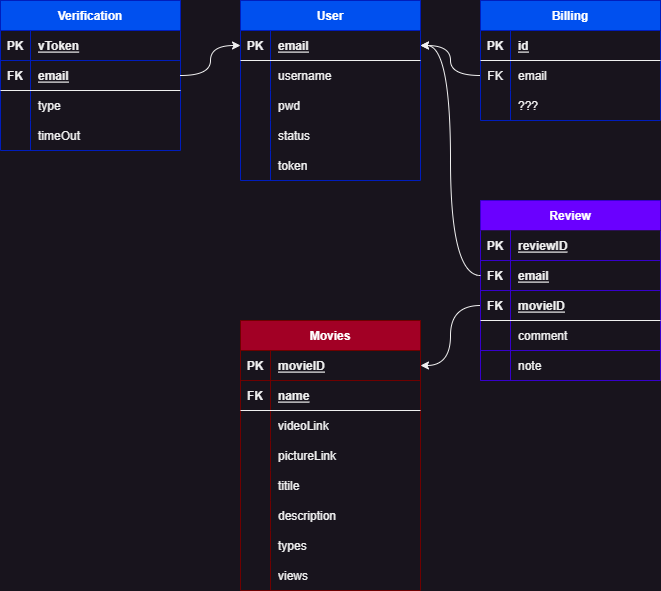 Verification
PK vToken
FK email
type
timeOut
User
PK email
username
pwd
status
token
Billing
PK id
FK email
???
Review
PK reviewID
FK email
FK movieID
comment
note
Movies
PK movieID
FK name
videoLink
pictureLink
titile
description
types
views